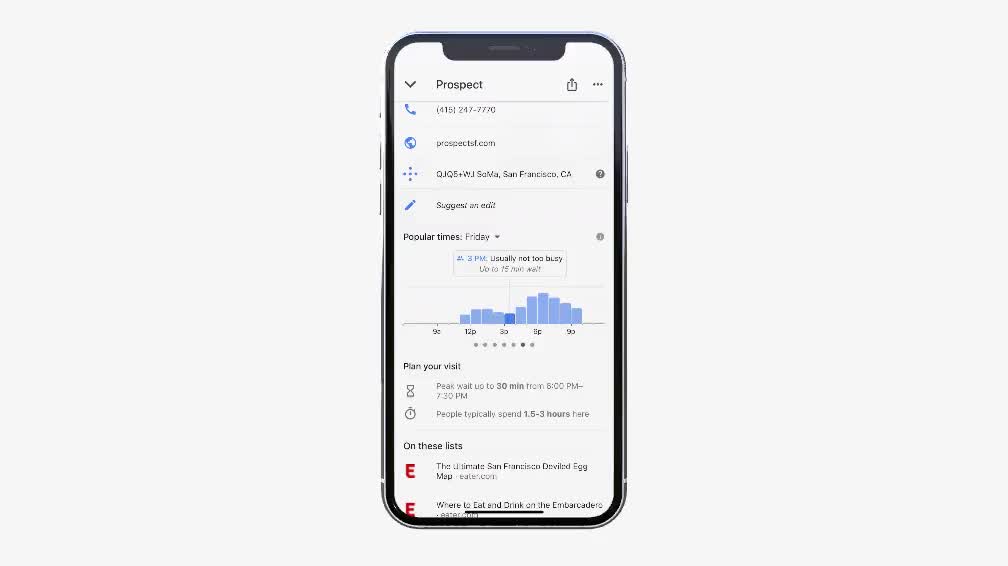 Prospect
(415) 247-7770
prospectsf.com
QJQ5+WJ SoMa, San Francisco, CA
Suggest an edit
Popular times: Friday
3 PM: Usually not too busy
Up to 15 min wait
9a 12p 3p 6p 9p
Plan your visit
Peak wait up to 30 min from 6:00 PM–
7:30 PM
People typically spend 1.5-3 hours here
On these lists
E
The Ultimate San Francisco Deviled Egg
Map · eater.com
E
Where to Eat and Drink on the Embarcadero
· eater.com